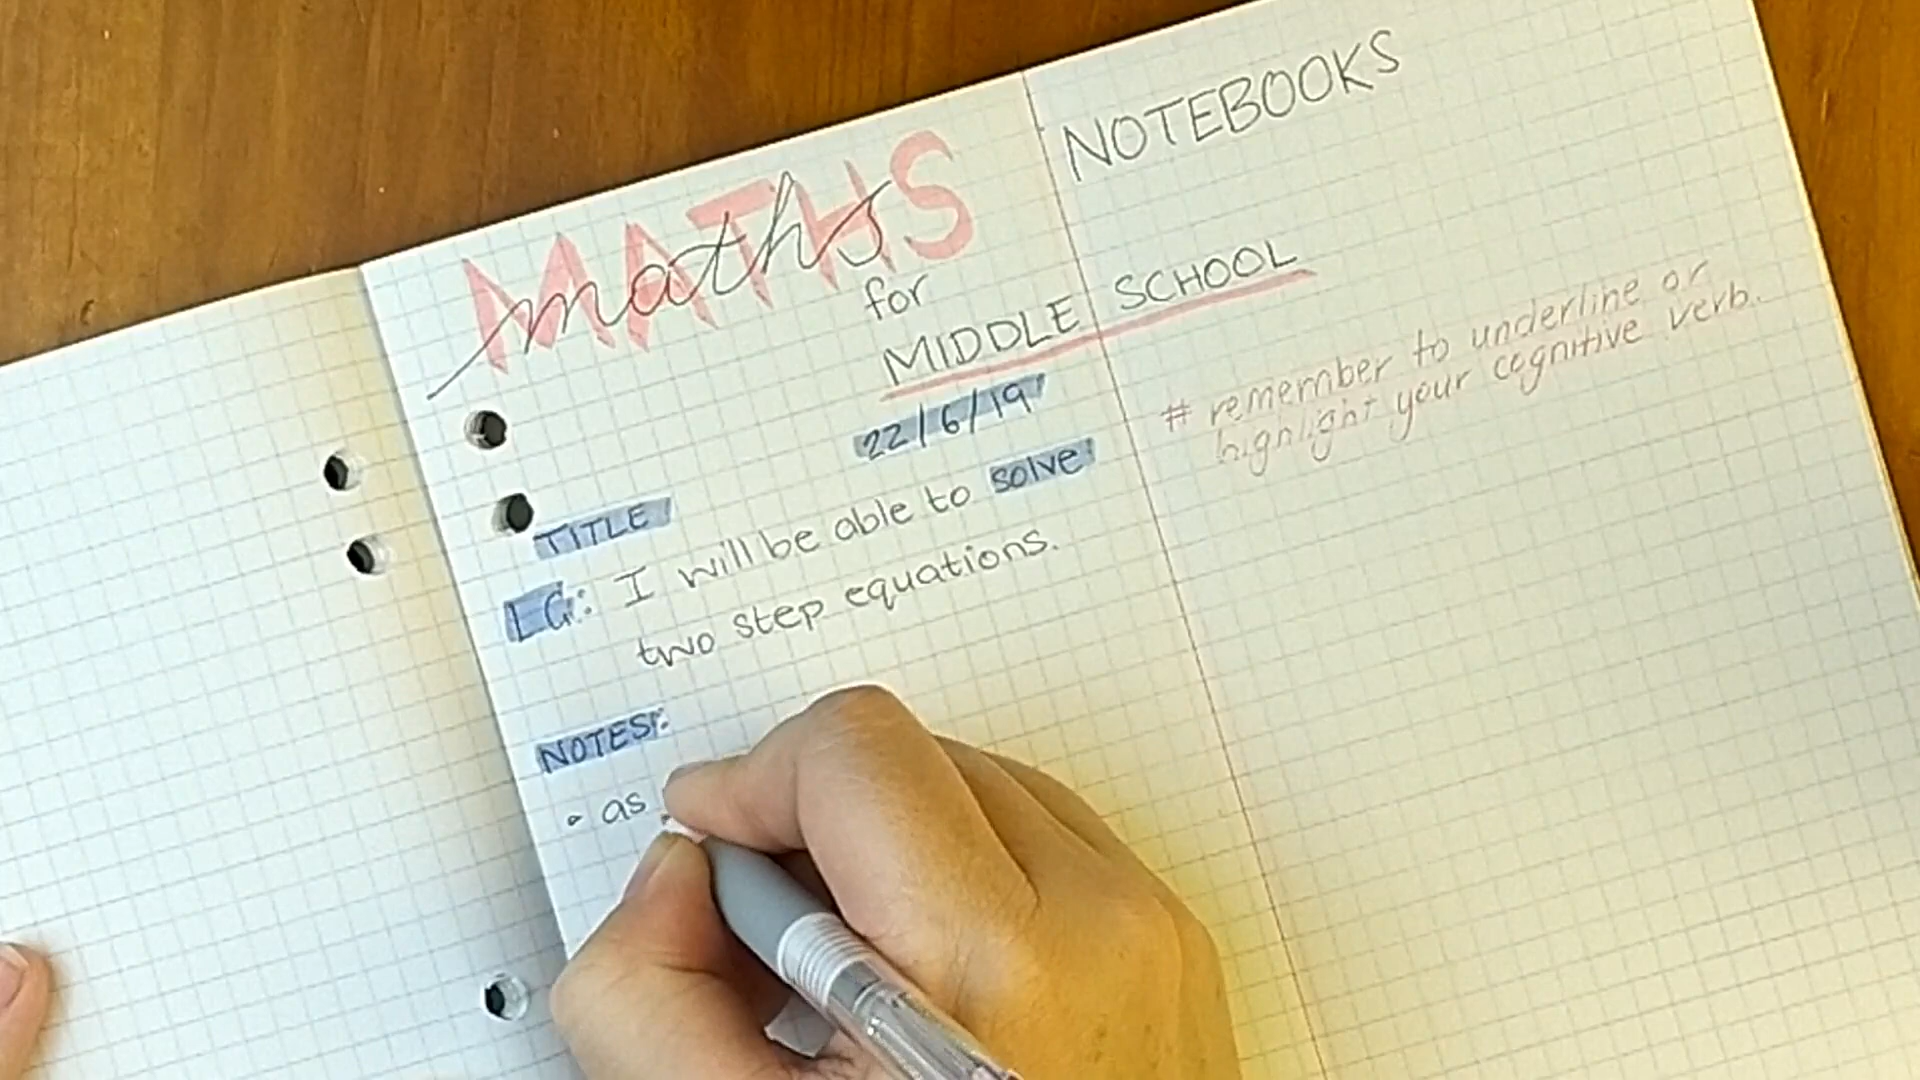 MATHS
maths
for
NOTEBOOKS
MIDDLE SCHOOL
22/6/19
# remember to underline or
highlight your cognitive verb.
TITLE
LG: I will be able to solve
two step equations.
NOTES:
• as